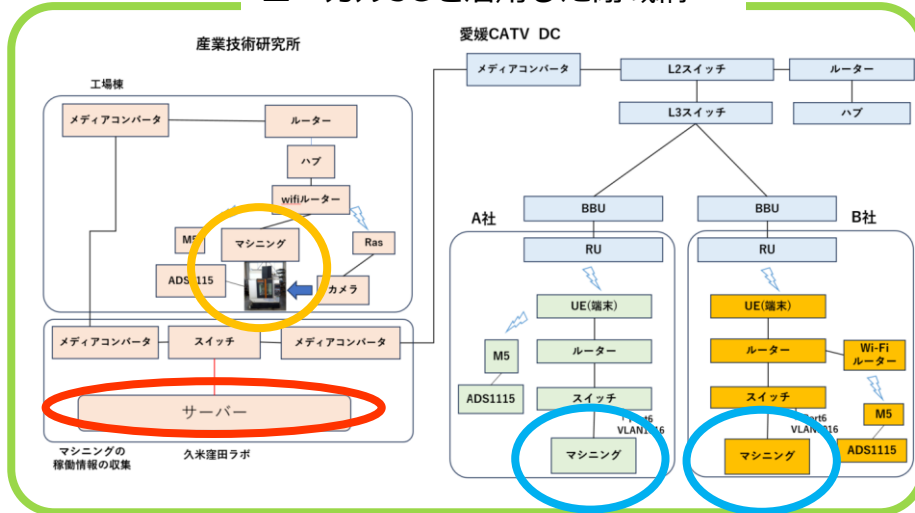 産業技術研究所
愛媛CATV DC
工場棟
メディアコンバータ
ルーター
ハブ
wifiルーター
マシニング
Ras
ADS1115
カメラ
メディアコンバータ
スイッチ
メディアコンバータ
サーバー
マシニングの
稼働情報の収集
久米窪田ラボ
メディアコンバータ
L2スイッチ
ルーター
L3スイッチ
ハブ
A社
BBU
RU
UE(端末)
M5
ルーター
ADS1115
スイッチ
マシニング
BBU
B社
RU
UE(端末)
ルーター
Wi-Fi
ルーター
スイッチ
M5
ADS1115
マシニング